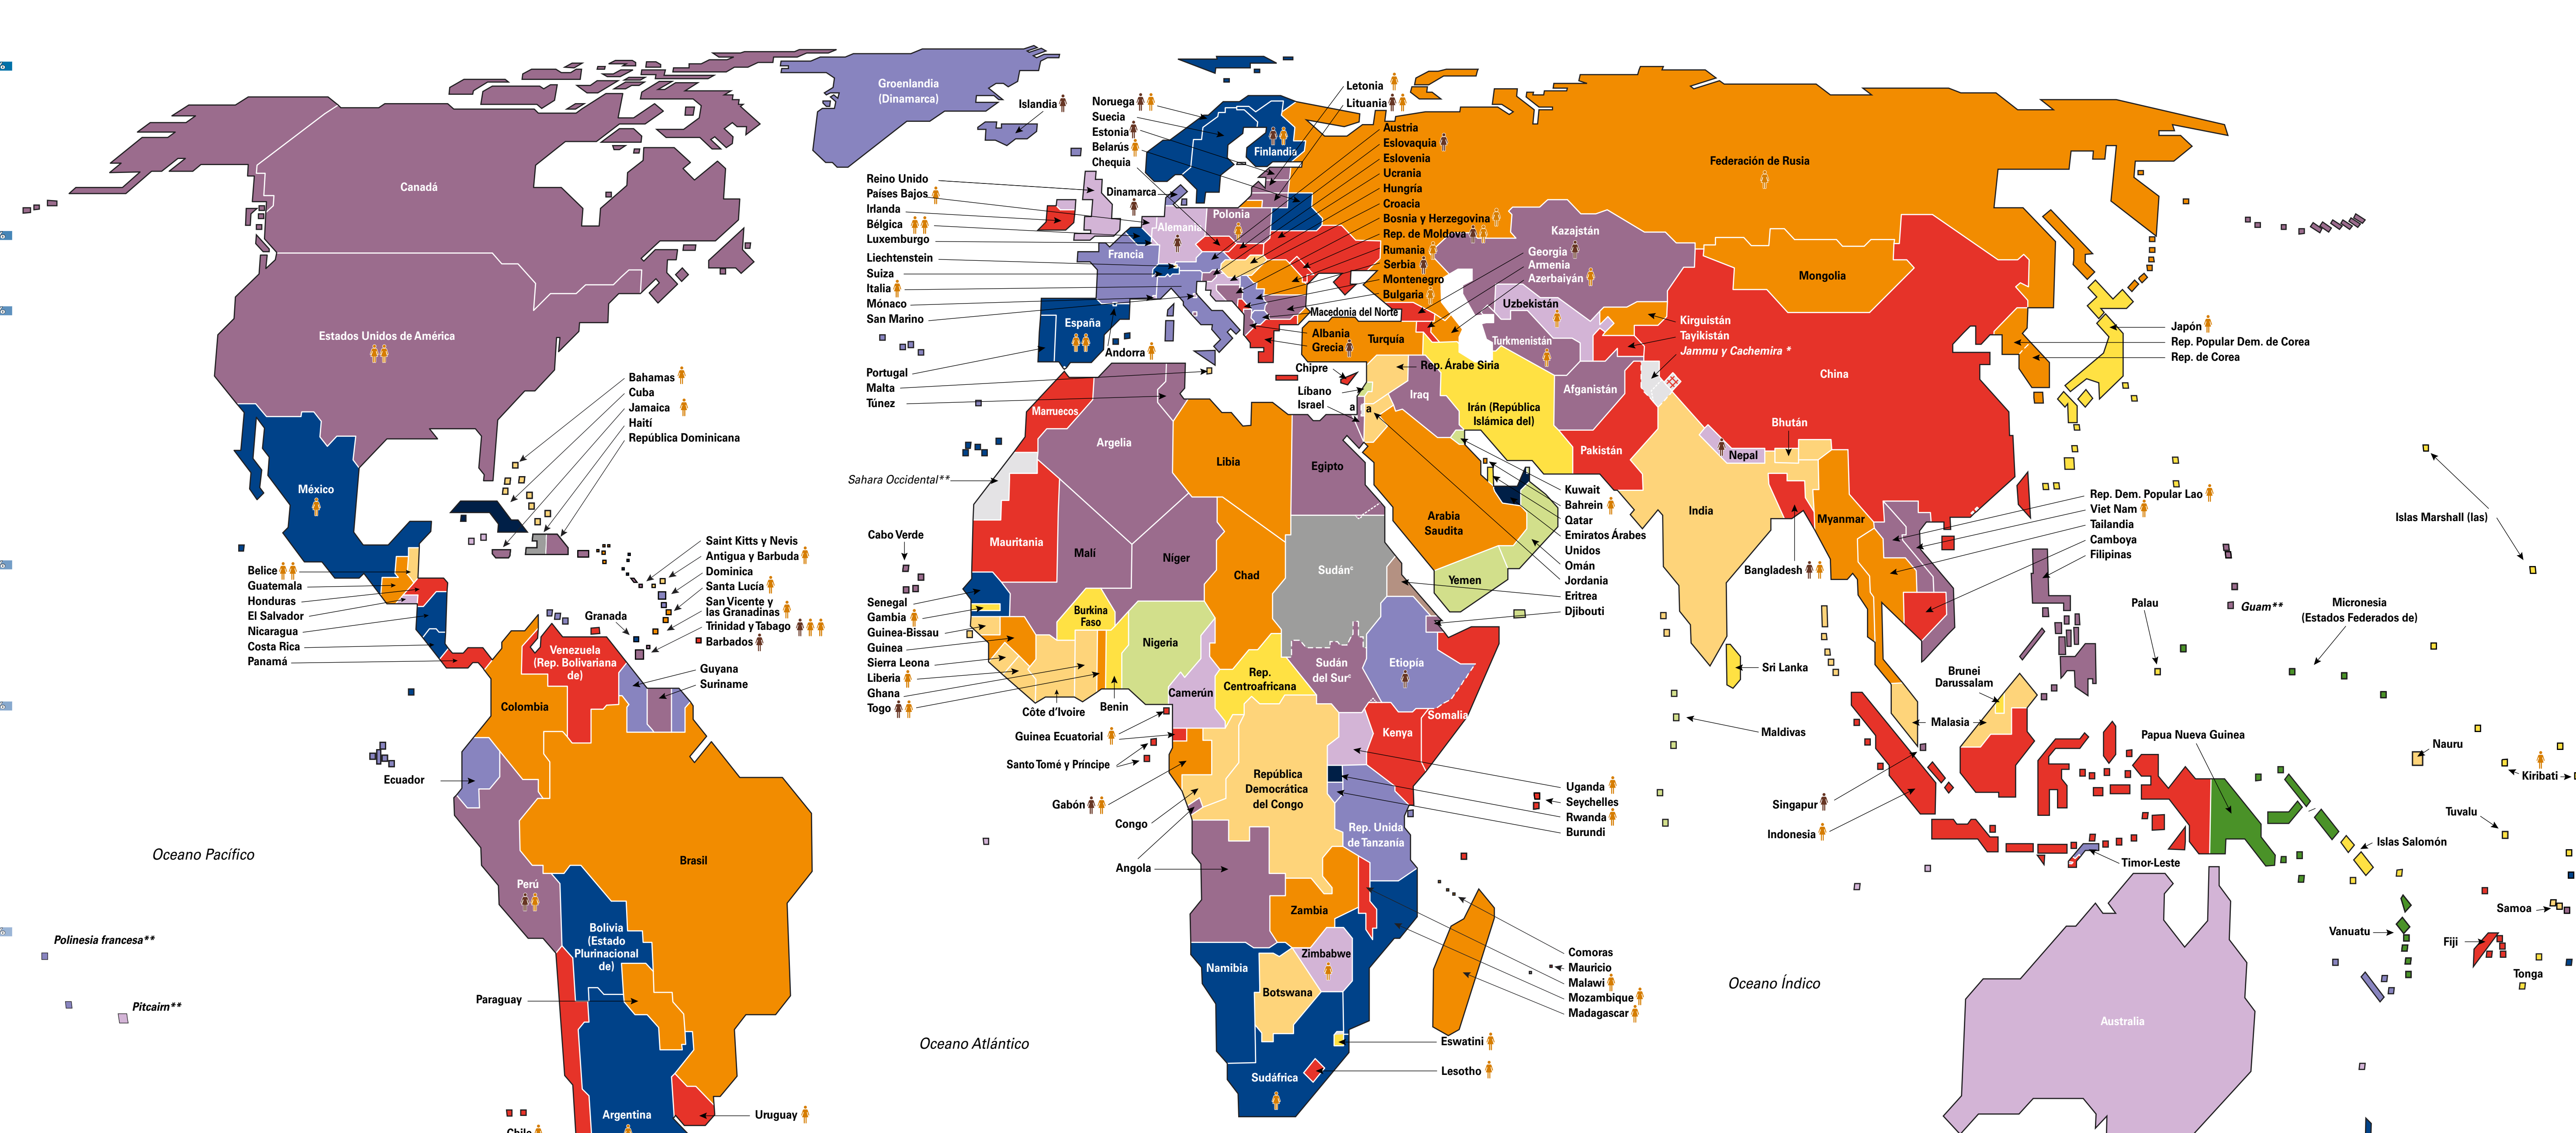 Groenlandia
(Dinamarca)
Canadá
Estados Unidos de América
México
Bahamas
Cuba
Jamaica
Haití
República Dominicana
Belice
Guatemala
Honduras
El Salvador
Nicaragua
Costa Rica
Panamá
Saint Kitts y Nevis
Antigua y Barbuda
Dominica
Santa Lucía
San Vicente y
las Granadinas
Trinidad y Tabago
Barbados
Granada
Guyana
Suriname
Venezuela
(Rep. Bolivariana
de)
Colombia
Ecuador
Perú
Brasil
Bolivia
(Estado
Plurinacional
de)
Paraguay
Argentina
Uruguay
Chile
Oceano Pacífico
Polinesia francesa**
Pitcairn**
Oceano Atlántico
Islandia
Noruega
Suecia
Estonia
Belarús
Chequia
Finlandia
Letonia
Lituania
Reino Unido
Países Bajos
Irlanda
Bélgica
Luxemburgo
Liechtenstein
Suiza
Italia
Mónaco
San Marino
Portugal
Malta
Túnez
Dinamarca
Polonia
Alemania
Francia
España
Andorra
Austria
Eslovaquia
Eslovenia
Ucrania
Hungría
Croacia
Bosnia y Herzegovina
Rep. de Moldova
Rumania
Serbia
Montenegro
Bulgaria
Macedonia del Norte
Albania
Grecia
Turquía
Chipre
Líbano
Israel
a
a
Rep. Árabe Siria
Georgia
Armenia
Azerbaiyán
Federación de Rusia
Kazajstán
Uzbekistán
Turkmenistán
Kirguistán
Tayikistán
Jammu y Cachemira *
Afganistán
Iraq
Irán (República
Islámica del)
Pakistán
Mongolia
China
Japón
Rep. Popular Dem. de Corea
Rep. de Corea
Bhután
Nepal
India
Bangladesh
Myanmar
Rep. Dem. Popular Lao
Viet Nam
Tailandia
Camboya
Filipinas
Sri Lanka
Maldivas
Brunei
Darussalam
Malasia
Singapur
Indonesia
Timor-Leste
Papua Nueva Guinea
Palau
Guam**
Micronesia
(Estados Federados de)
Islas Marshall (las)
Nauru
Kiribati
Tuvalu
Islas Salomón
Samoa
Vanuatu
Fiji
Tonga
Australia
Oceano Índico
Marruecos
Sahara Occidental**
Argelia
Libia
Egipto
Mauritania
Malí
Níger
Chad
Sudánᶜ
Cabo Verde
Senegal
Gambia
Guinea-Bissau
Guinea
Sierra Leona
Liberia
Ghana
Togo
Côte d’Ivoire
Benin
Burkina
Faso
Nigeria
Camerún
Rep.
Centroafricana
Sudán
del Surᶜ
Etiopía
Somalia
Kenya
Guinea Ecuatorial
Santo Tomé y Príncipe
Gabón
Congo
Angola
República
Democrática
del Congo
Rep. Unida
de Tanzanía
Zambia
Zimbabwe
Namibia
Botswana
Sudáfrica
Arabia
Saudita
Yemen
Kuwait
Bahrein
Qatar
Emiratos Árabes
Unidos
Omán
Jordania
Eritrea
Djibouti
Uganda
Seychelles
Rwanda
Burundi
Comoras
Mauricio
Malawi
Mozambique
Madagascar
Eswatini
Lesotho